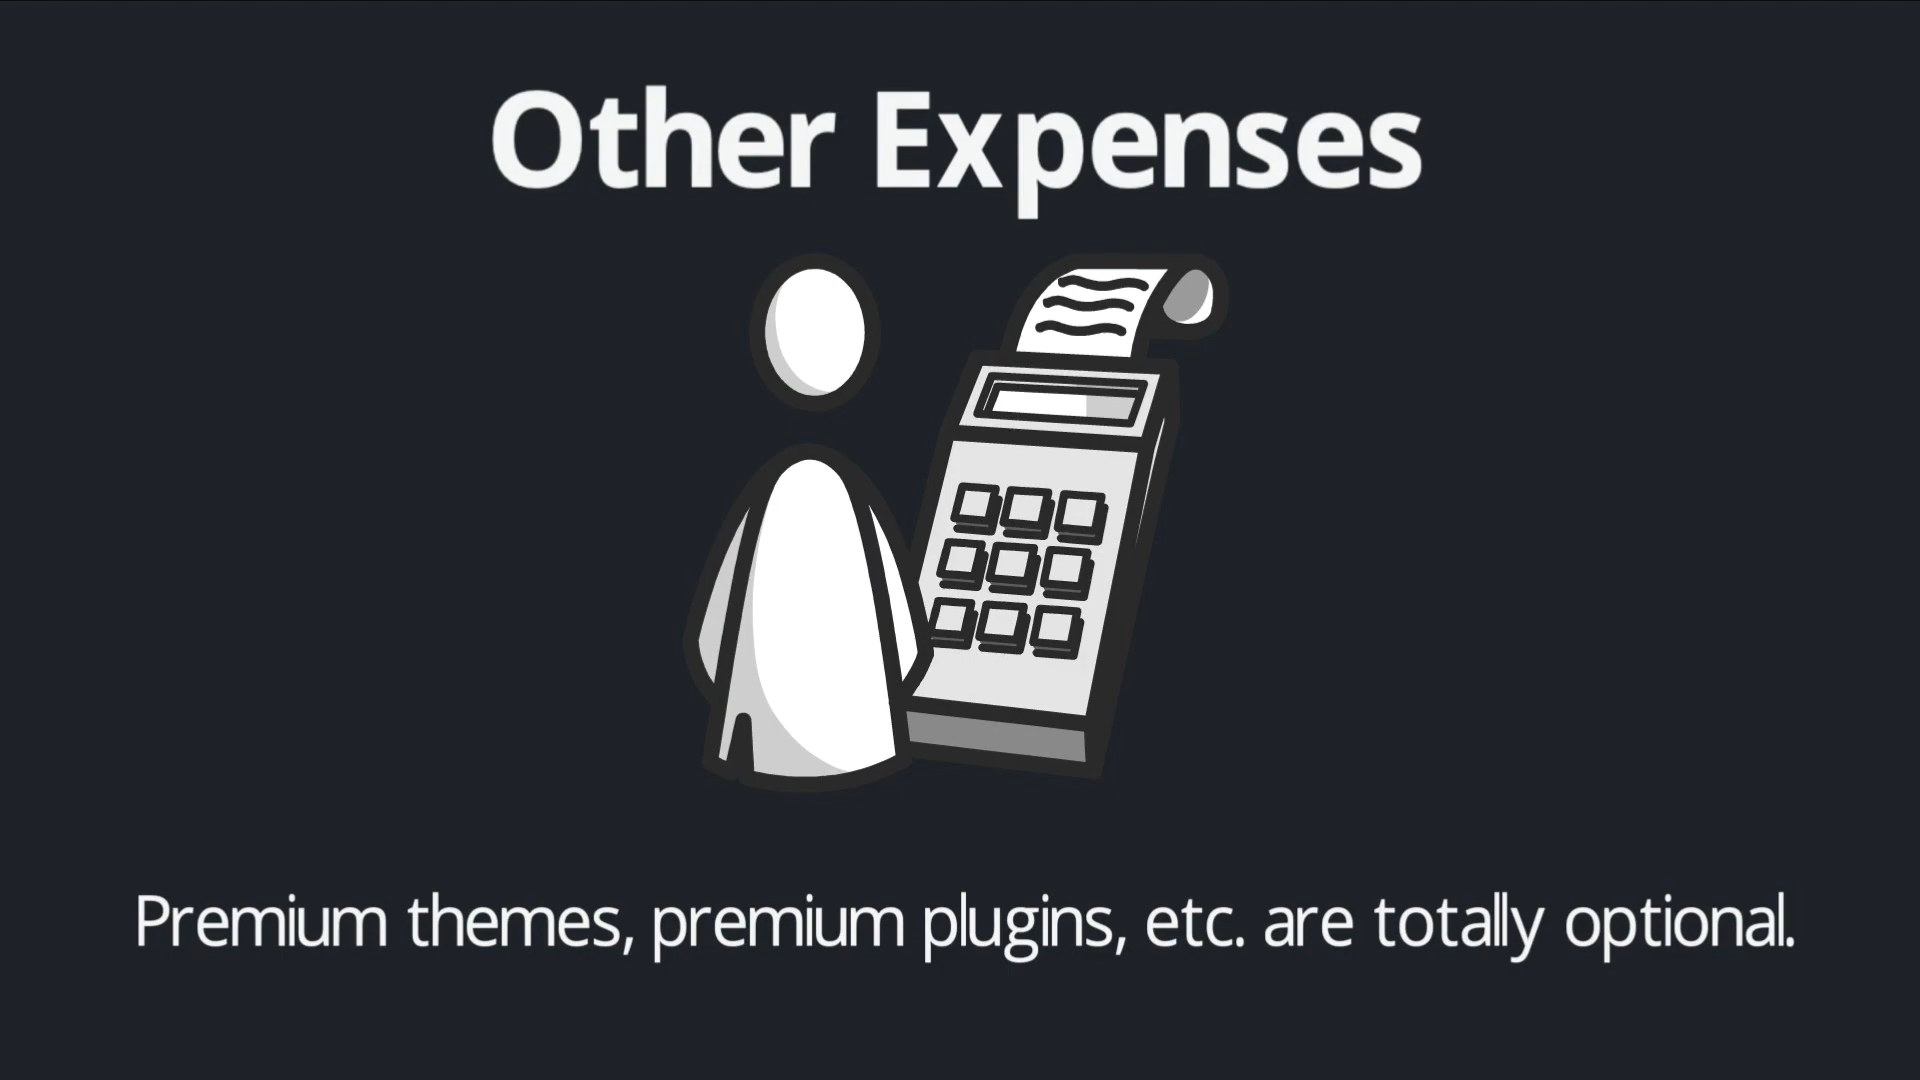 Other Expenses
Premium themes, premium plugins, etc. are totally optional.